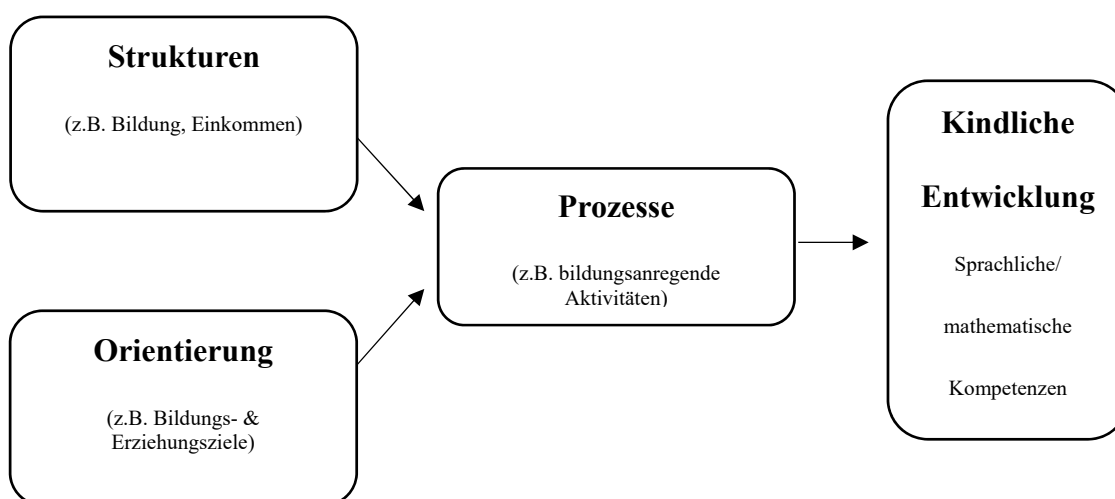 Strukturen
(z.B. Bildung, Einkommen)
Orientierung
(z.B. Bildungs- &
Erziehungsziele)
Prozesse
(z.B. bildungsanregende
Aktivitäten)
Kindliche
Entwicklung
Sprachliche/
mathematische
Kompetenzen